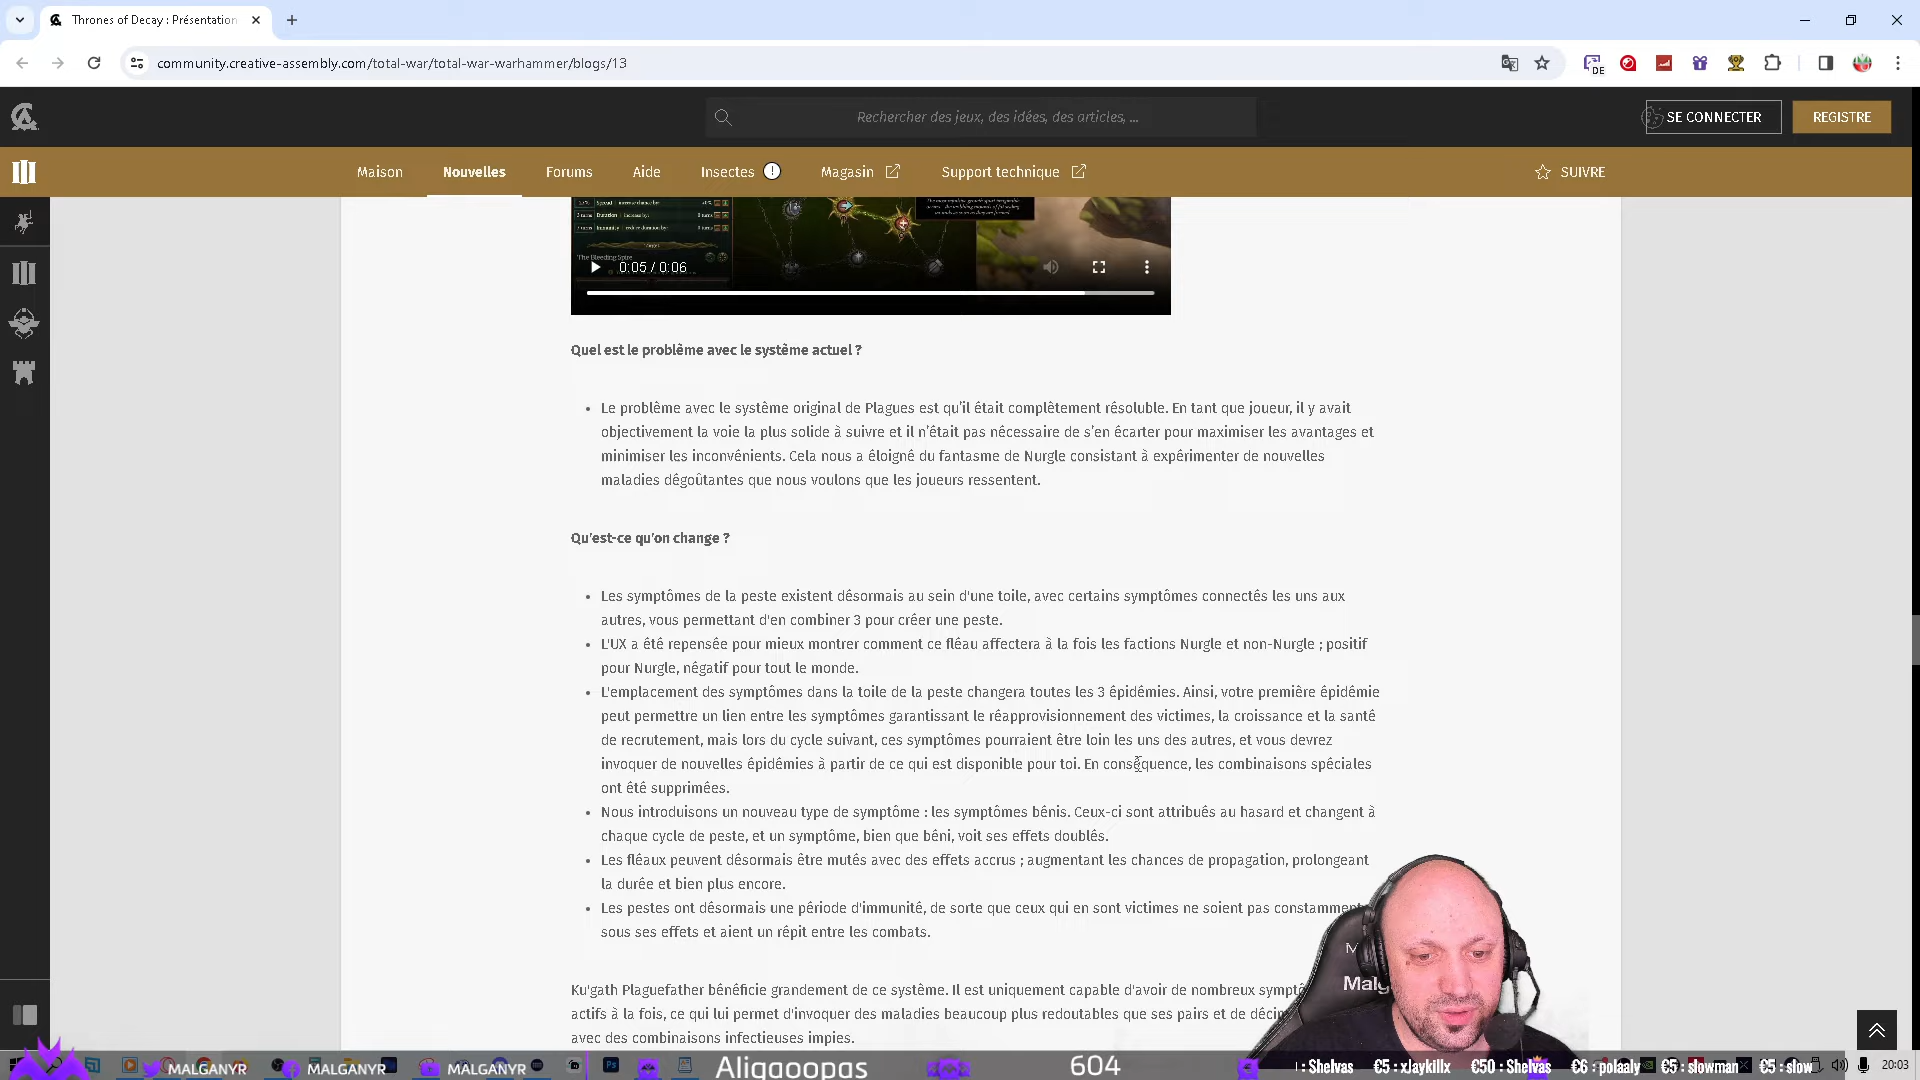 Thrones of Decay : Présentation
community.creative-assembly.com/total-war/total-war-warhammer/blogs/13
DE
Rechercher des jeux, des idées, des articles, ...
SE CONNECTER
REGISTRE
Maison
Nouvelles
Forums
Aide
Insectes
Magasin
Support technique
SUIVRE
The Bleeding Spire
0:05 / 0:06
Quel est le problème avec le système actuel ?
Le problème avec le système original de Plagues est qu'il était complètement résoluble. En tant que joueur, il y avait
objectivement la voie la plus solide à suivre et il n'était pas nécessaire de s'en écarter pour maximiser les avantages et
minimiser les inconvénients. Cela nous a éloigné du fantasme de Nurgle consistant à expérimenter de nouvelles
maladies dégoûtantes que nous voulons que les joueurs ressentent.
Qu'est-ce qu'on change ?
Les symptômes de la peste existent désormais au sein d'une toile, avec certains symptômes connectés les uns aux
autres, vous permettant d'en combiner 3 pour créer une peste.
L'UX a été repensée pour mieux montrer comment ce fléau affectera à la fois les factions Nurgle et non-Nurgle ; positif
pour Nurgle, négatif pour tout le monde.
L'emplacement des symptômes dans la toile de la peste changera toutes les 3 épidémies. Ainsi, votre première épidémie
peut permettre un lien entre les symptômes garantissant le réapprovisionnement des victimes, la croissance et la santé
de recrutement, mais lors du cycle suivant, ces symptômes pourraient être loin les uns des autres, et vous devrez
invoquer de nouvelles épidémies à partir de ce qui est disponible pour toi. En conséquence, les combinaisons spéciales
ont été supprimées.
Nous introduisons un nouveau type de symptôme : les symptômes bénis. Ceux-ci sont attribués au hasard et changent à
chaque cycle de peste, et un symptôme, bien que béni, voit ses effets doublés.
Les fléaux peuvent désormais être mutés avec des effets accrus ; augmentant les chances de propagation, prolongeant
la durée et bien plus encore.
Les pestes ont désormais une période d'immunité, de sorte que ceux qui en sont victimes ne soient pas constamment
sous ses effets et aient un répit entre les combats.
Ku'gath Plaguefather bénéficie grandement de ce système. Il est uniquement capable d'avoir de nombreux sympt
actifs à la fois, ce qui lui permet d'invoquer des maladies beaucoup plus redoutables que ses pairs et de déci
avec des combinaisons infectieuses impies.
Malg
MALGANYR
MALGANYR
MALGANYR
Aligaoopas
604
: Shelvas
€5 : xJaykillx
€50 : Shelvas
€6 : polaaly
€5 : slowman
€5 : slow
20:03